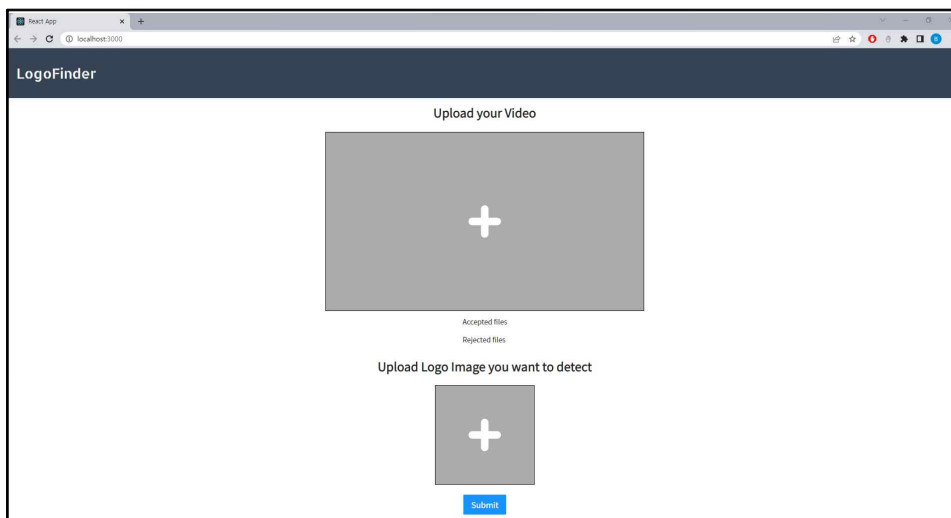 React App
localhost:3000
LogoFinder
Upload your Video
Accepted files
Rejected files
Upload Logo Image you want to detect
Submit